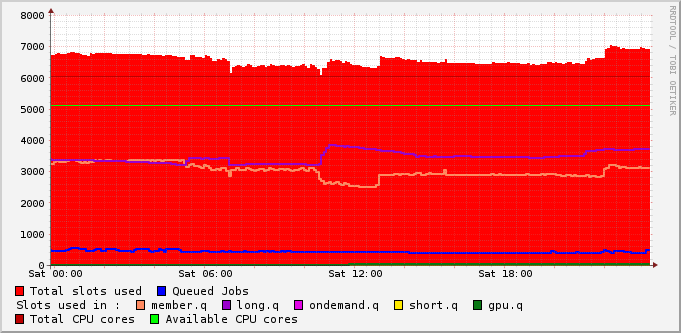 8000
7000
6000
5000
4000
3000
2000
1000
0
Sat 00:00 Sat 06:00 Sat 12:00 Sat 18:00
Total slots used Queued Jobs
Slots used in : member.q long.q ondemand.q short.q gpu.q
Total CPU cores Available CPU cores
RRDTOOL / TOBI OETIKER